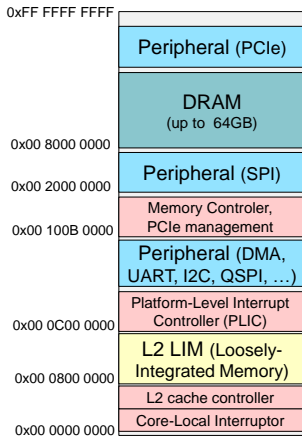 0xFF FFFF FFFF
Peripheral (PCIe)
DRAM
(up to 64GB)
0x00 8000 0000
Peripheral (SPI)
0x00 2000 0000
Memory Controler,
PCIe management
0x00 100B 0000
Peripheral (DMA,
UART, I2C, QSPI, …)
Platform-Level Interrupt
Controller (PLIC)
0x00 0C00 0000
L2 LIM (Loosely-
Integrated Memory)
0x00 0800 0000
L2 cache controller
Core-Local Interruptor
0x00 0000 0000